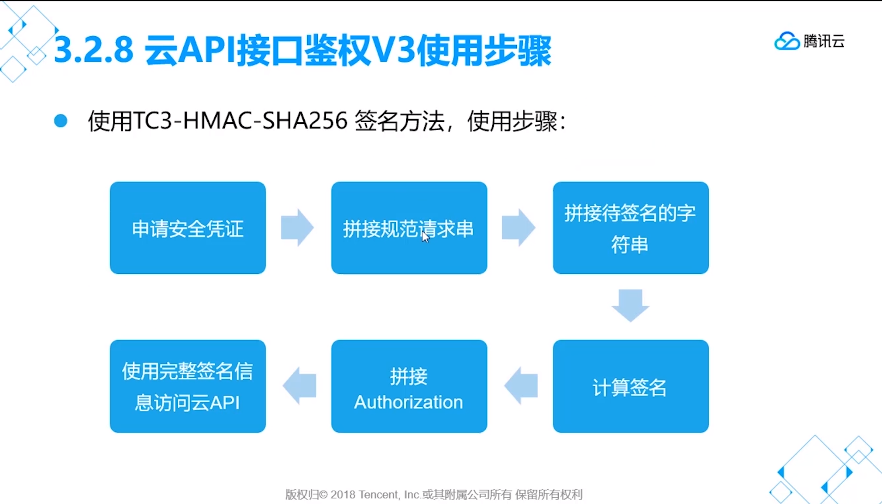 3.2.8 云API接口鉴权V3使用步骤
腾讯云
使用TC3-HMAC-SHA256 签名方法，使用步骤：
申请安全凭证
拼接规范请求串
拼接待签名的字
符串
计算签名
拼接
Authorization
使用完整签名信
息访问云API
版权归© 2018 Tencent, Inc.或其附属公司所有 保留所有权利